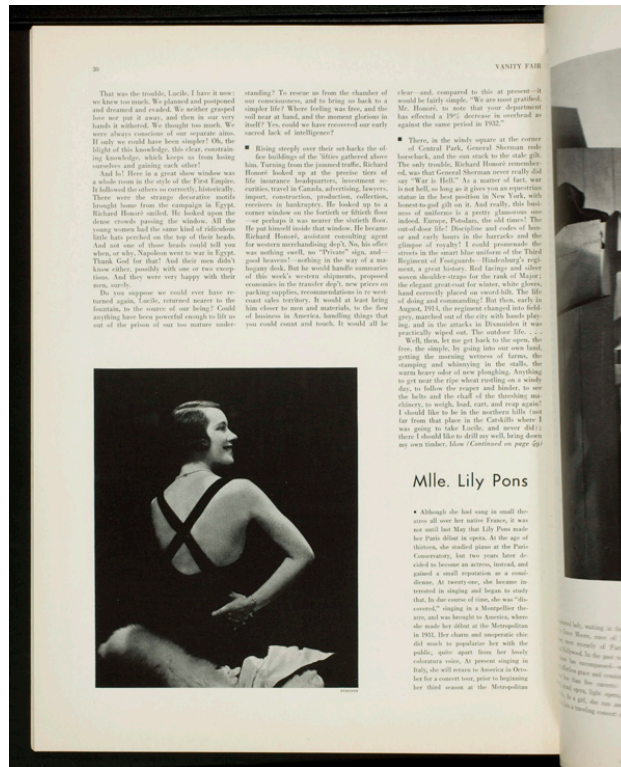 30
VANITY FAIR
That was the trouble, Lucile, I have it now:
we knew too much. We planned and postponed
and dreamed and evaded. We neither grasped
love nor put it away, and then in our very
hands it withered. We thought too much. We
were always conscious of our separate aims.
If only we could have been simpler! Oh, the
blight of this knowledge, this clear, constrain-
ing knowledge, which keeps us from losing
ourselves and gaining each other!
And lo! Here in a great show window was
a whole room in the style of the First Empire.
It followed the others so correctly, historically.
There were the strange decorative motifs
brought home from the campaign in Egypt.
Richard Honoré smiled. He looked upon the
dense crowds passing the window. All the
young women had the same kind of ridiculous
little hats perched on the top of their heads.
And not one of those heads could tell you
when, or why, Napoleon went to war in Egypt.
Thank God for that! And their men didn't
know either, possibly with one or two excep-
tions. And they were very happy with their
men, surely.
Do you suppose we could ever have re-
turned again, Lucile, returned nearer to the
fountain, to the source of our being? Could
anything have been powerful enough to lift us
out of the prison of our too mature under-
standing? To rescue us from the chamber of
our consciousness, and to bring us back to a
simpler life? Where feeling was free, and the
soil near at hand, and the moment glorious in
itself? Yes, could we have recovered our early
sacred lack of intelligence?
■ Rising steeply over their set-backs the of-
fice buildings of the 'fifties gathered above
him. Turning from the jammed traffic, Richard
Honoré looked up at the precise tiers of
life insurance headquarters, investment se-
curities, travel in Canada, advertising, lawyers,
import, construction, production, collection,
receivers in bankruptcy. He looked up to a
corner window on the fortieth or fiftieth floor
—or perhaps it was nearer the sixtieth floor.
He put himself inside that window. He became
Richard Honoré, assistant consulting agent
for western merchandising dep't. No, his office
was nothing swell, no "Private" sign, and—
good heavens!—nothing in the way of a ma-
hogany desk. But he would handle summaries
of this week's western shipments, proposed
economies in the transfer dep't, new prices on
packing supplies, recommendations in re west-
coast sales territory. It would at least bring
him closer to men and materials, to the flow
of business in America, handling things that
you could count and touch. It would all be
clear—and, compared to this at present—it
would be fairly simple. "We are most gratified,
Mr. Honoré, to note that your department
has effected a 19% decrease in overhead as
against the same period in 1932."
■ There, in the windy square at the corner
of Central Park, General Sherman rode
horseback, and the sun struck the stale gilt.
The only trouble, Richard Honoré remember-
ed, was that General Sherman never really did
say "War is Hell." As a matter of fact, war
is not hell, so long as it gives you an equestrian
statue in the best position in New York, with
honest-to-god gilt on it. And really, this busi-
ness of uniforms is a pretty glamorous one
indeed. Europe, Potsdam, the old times! The
out-of-door life! Discipline and codes of hon-
or and early hours in the barracks and the
glimpse of royalty! I could promenade the
streets in the smart blue uniform of the Third
Regiment of Footguards—Hindenburg's regi-
ment, a great history. Red facings and silver
woven shoulder-straps for the rank of Major;
the elegant great-coat for winter, white gloves,
hand correctly placed on sword hilt. The life
of doing and commanding! But then, early in
August, 1914, the regiment changed into field-
grey, marched out of the city with bands play-
ing, and in the attacks in Dixmuiden it was
practically wiped out. The outdoor life. . . .
Well, then, let me get back to the open, the
free, the simple, by going into our own land,
getting the morning wetness of farms, the
stamping and whinnying in the stalls, the
warm heavy odor of new ploughing. Anything
to get near the ripe wheat rustling on a windy
day, to follow the reaper and binder, to see
the belts and the chaff of the threshing ma-
chinery, to weigh, load, cart, and reap again!
I should like to be in the northern hills (not
far from that place in the Catskills where I
was going to take Lucile, and never did);
there I should like to drill my well, bring down
my own timber, blow (Continued on page 59)
Mlle. Lily Pons
• Although she had sung in small the-
atres all over her native France, it was
not until last May that Lily Pons made
her Paris début in opera. At the age of
thirteen, she studied piano at the Paris
Conservatory, but two years later de-
cided to become an actress, instead, and
gained a small reputation as a comé-
dienne. At twenty-one, she became in-
terested in singing and began to study
that. In due course of time, she was "dis-
covered," singing in a Montpellier the-
atre, and was brought to America, where
she made her début at the Metropolitan
in 1931. Her charm and un-operatic chic
did much to popularize her with the
public, quite apart from her lovely
coloratura voice. At present singing in
Italy, she will return to America in Octo-
ber for a concert tour, prior to beginning
her third season at the Metropolitan